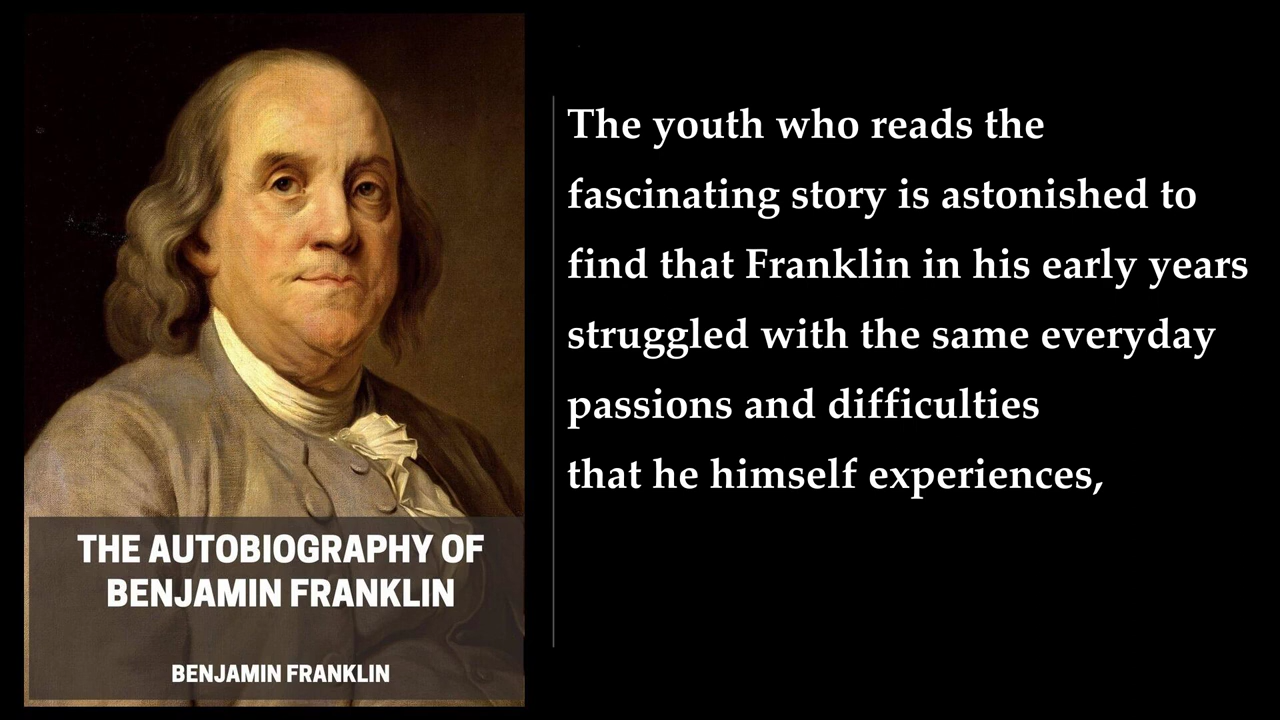 THE AUTOBIOGRAPHY OF
BENJAMIN FRANKLIN
BENJAMIN FRANKLIN
The youth who reads the
fascinating story is astonished to
find that Franklin in his early years
struggled with the same everyday
passions and difficulties
that he himself experiences,